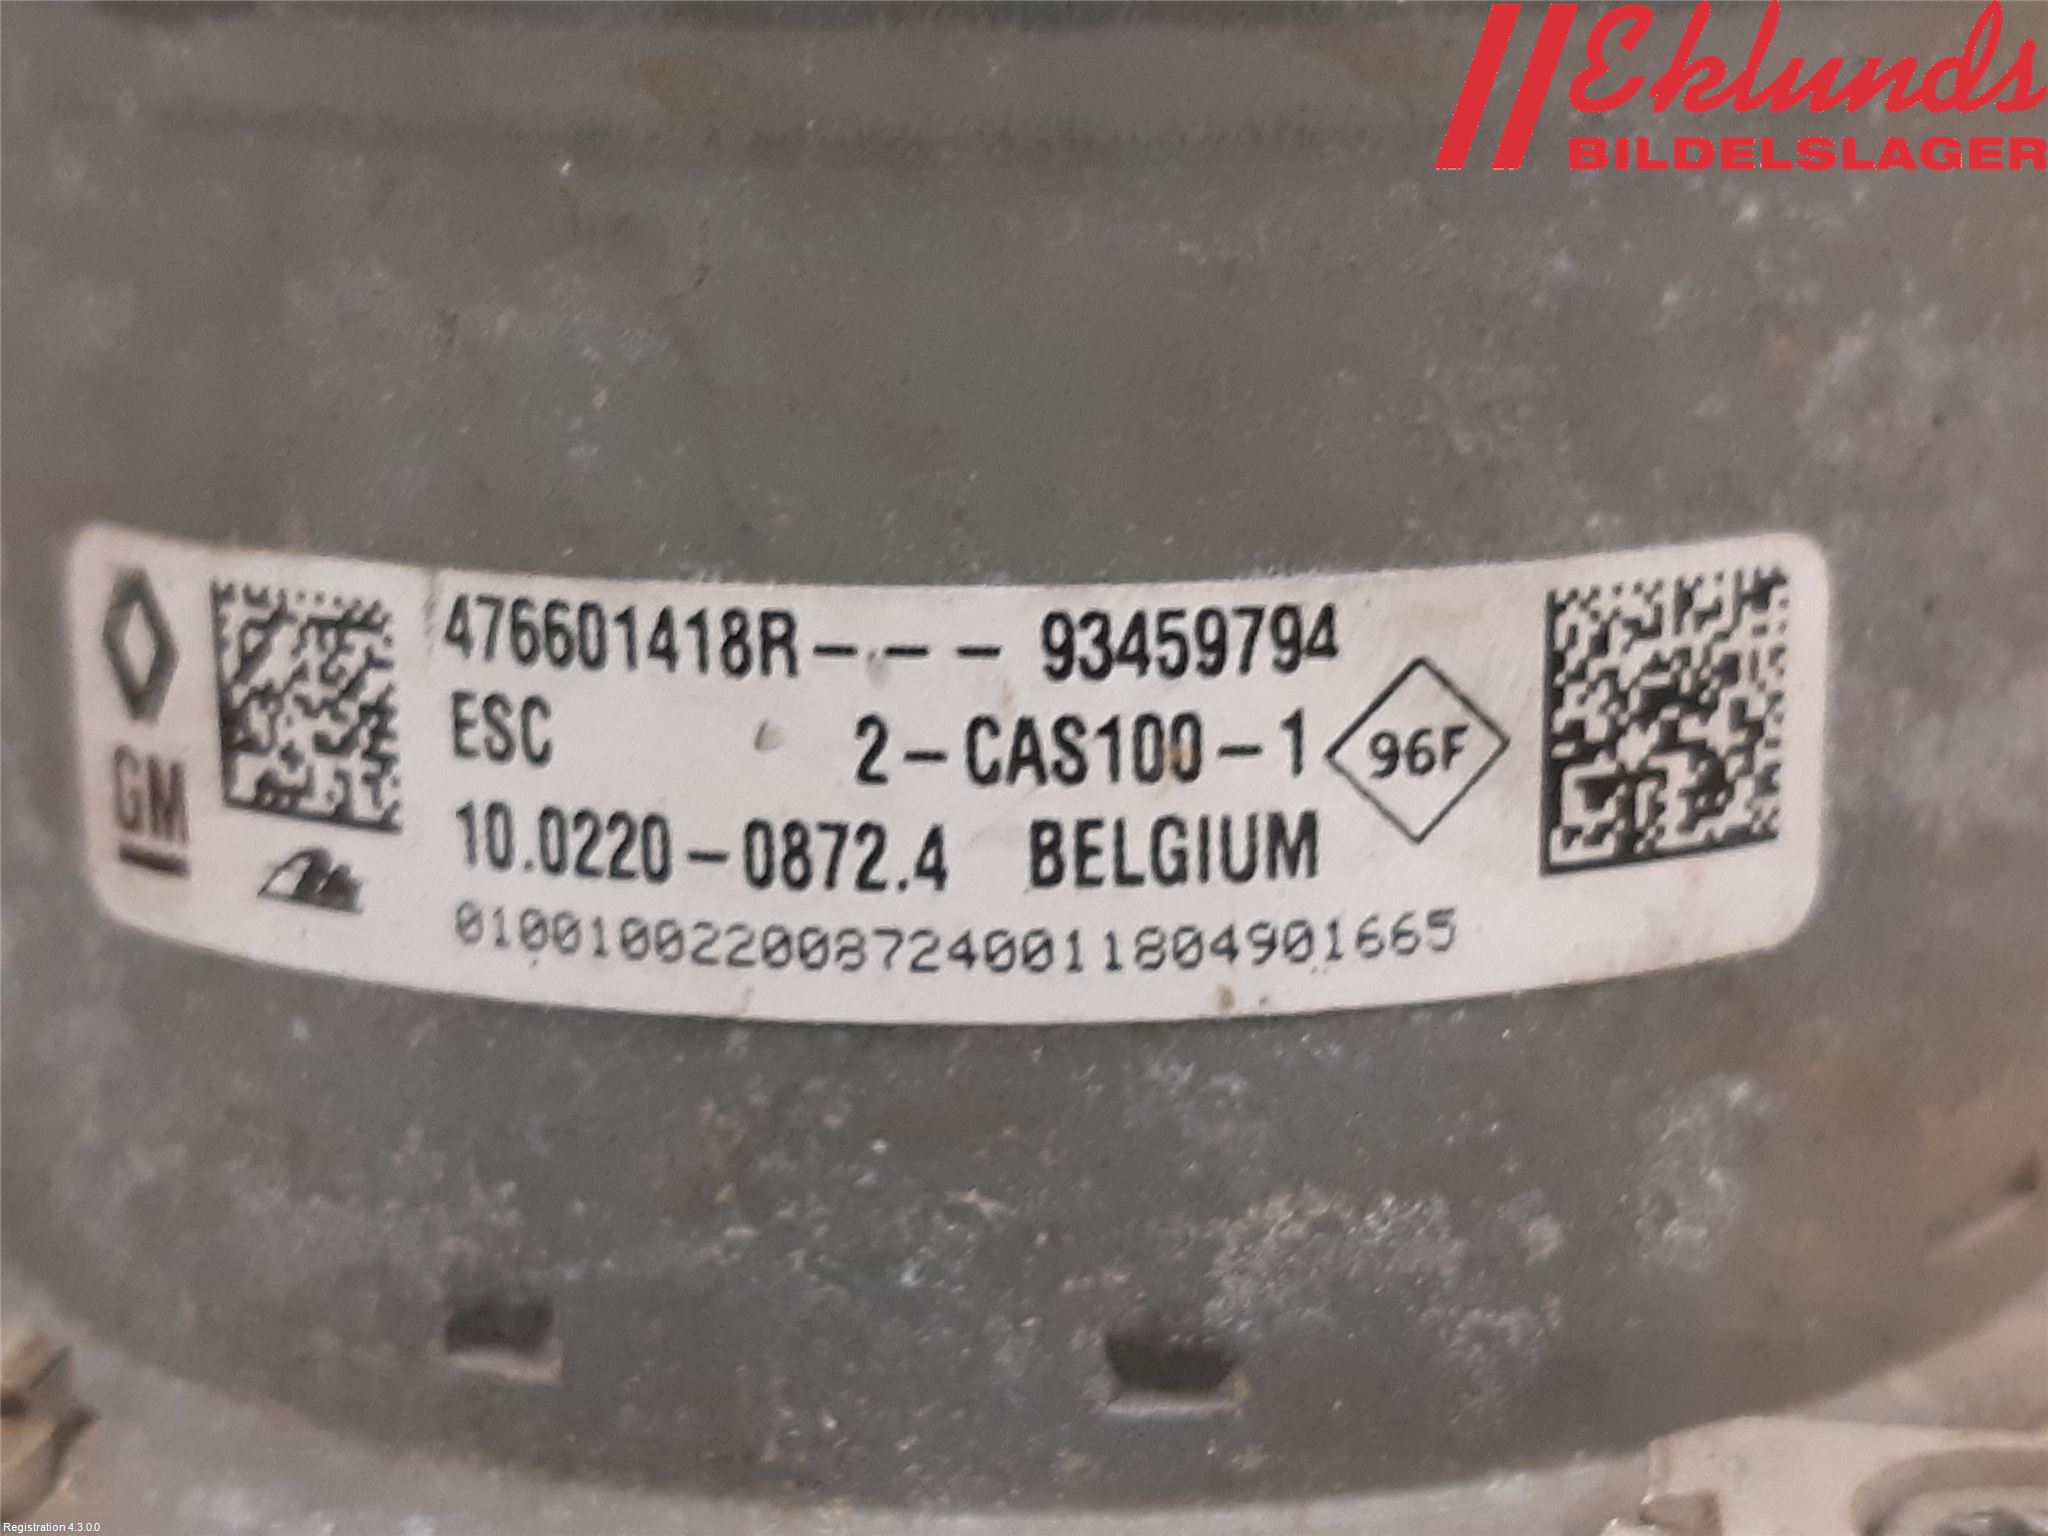 Eklunds
BILDELSLAGER
476601418R--- 93459794
ESC 2-CAS100-1
96F
GM
10.0220-0872.4 BELGIUM
0100100220087240011804901665
Registration 4.3.0.0